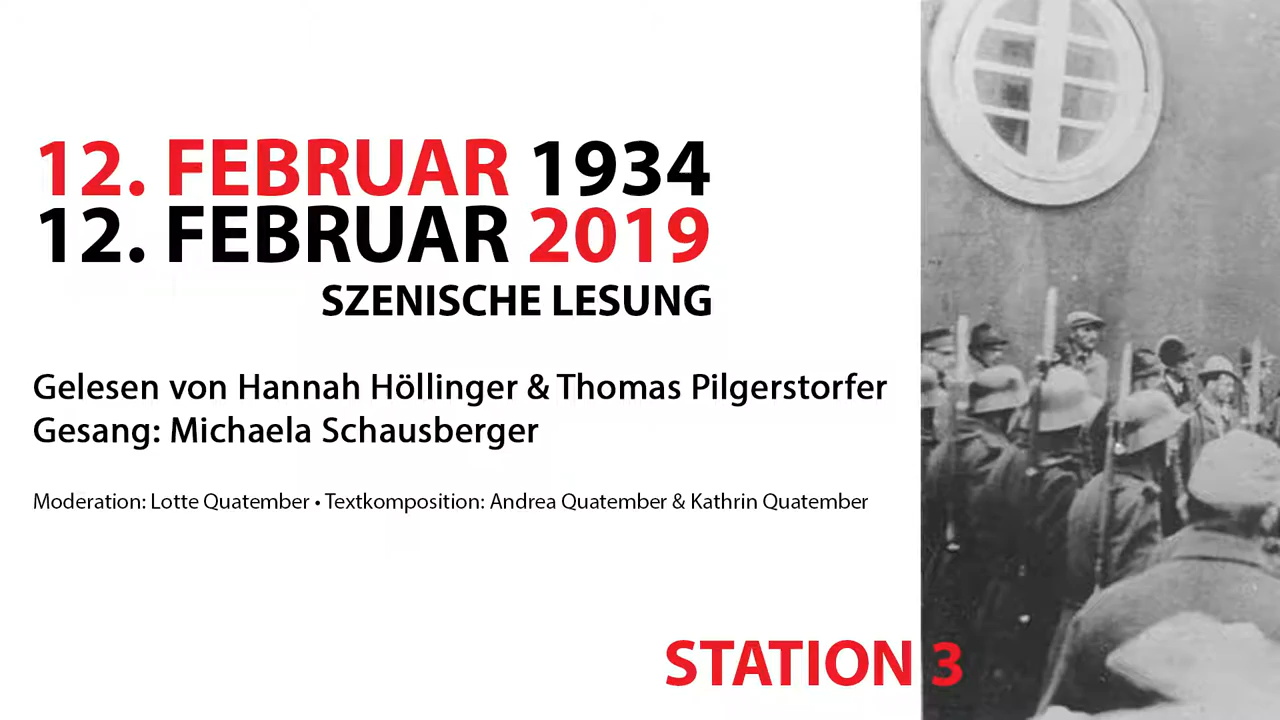 12. FEBRUAR 1934
12. FEBRUAR 2019
SZENISCHE LESUNG
Gelesen von Hannah Höllinger & Thomas Pilgerstorfer
Gesang: Michaela Schausberger
Moderation: Lotte Quatember • Textkomposition: Andrea Quatember & Kathrin Quatember
STATION 3